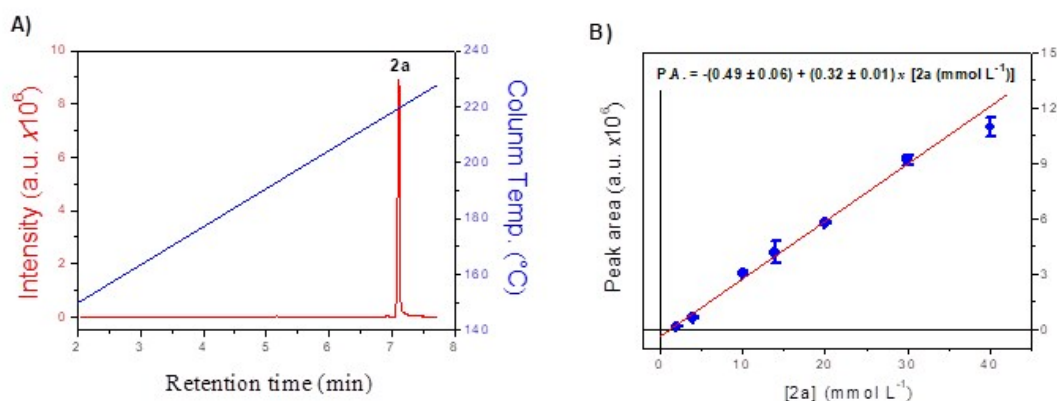 A)
Intensity (a.u. x10⁶)
10
8
6
4
2
0
2a
240
220
200
180
160
140
Colunm Temp. (°C)
2 3 4 5 6 7 8
Retention time (min)
B)
P.A. = -(0.49 ± 0.06) + (0.32 ± 0.01) x [2a (mmol L⁻¹)]
Peak area (a.u. x10⁶)
15
12
9
6
3
0
0 10 20 30 40
[2a] (mmol L⁻¹)